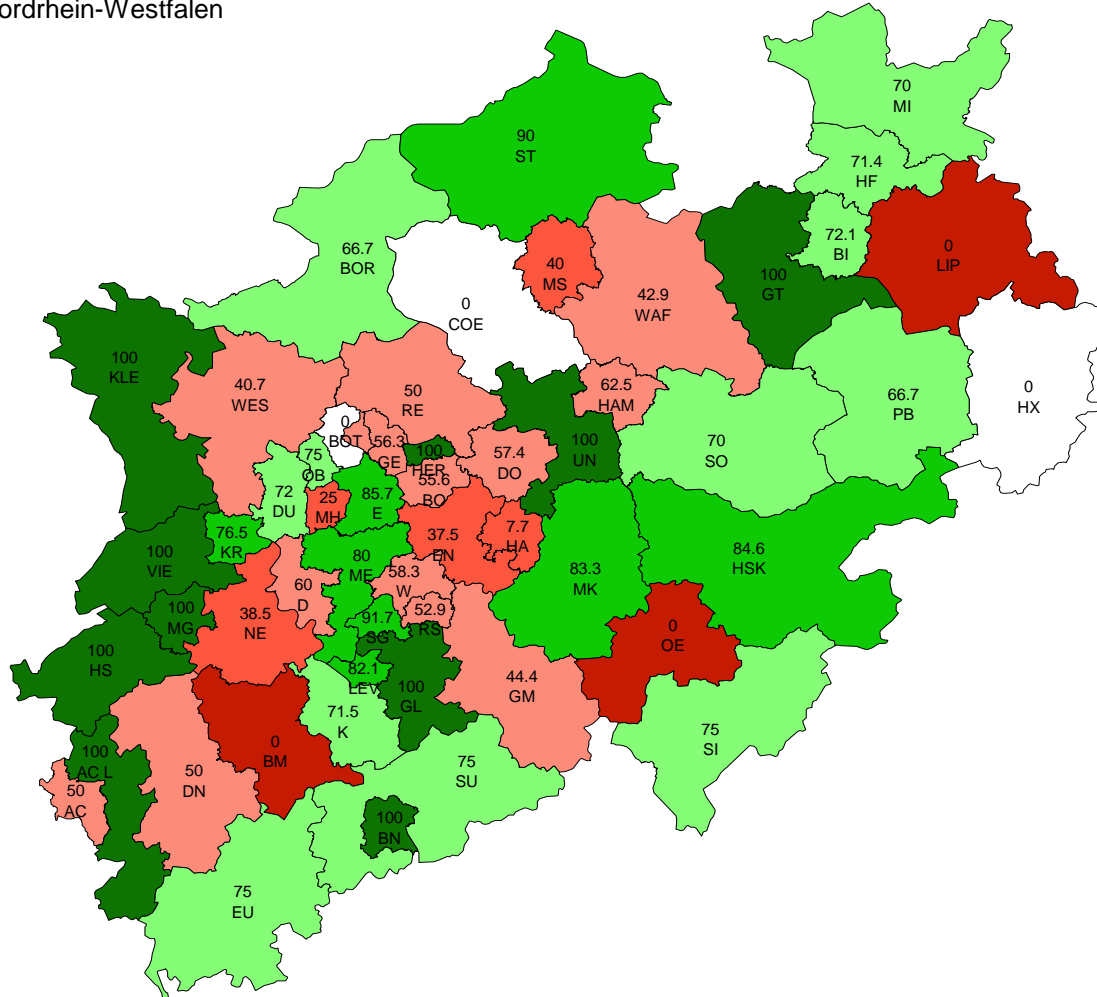 ordrhein-Westfalen
70
MI
90
ST
71.4
HF
72.1
BI
0
LIP
66.7
BOR
40
MS
100
GT
42.9
WAF
0
COE
100
KLE
40.7
WES
50
RE
62.5
HAM
66.7
PB
0
HX
0
BOT
56.3
GE
100
HER
57.4
DO
100
UN
70
SO
75
OB
72
DU
25
MH
85.7
E
55.6
BO
76.5
KR
37.5
EN
7.7
HA
84.6
HSK
100
VIE
80
ME
58.3
W
83.3
MK
60
D
100
MG
38.5
NE
91.7
SG
52.9
RS
0
OE
100
HS
82.1
LEV
100
GL
44.4
GM
71.5
K
75
SI
100
AC L
0
BM
50
DN
75
SU
50
AC
100
BN
75
EU